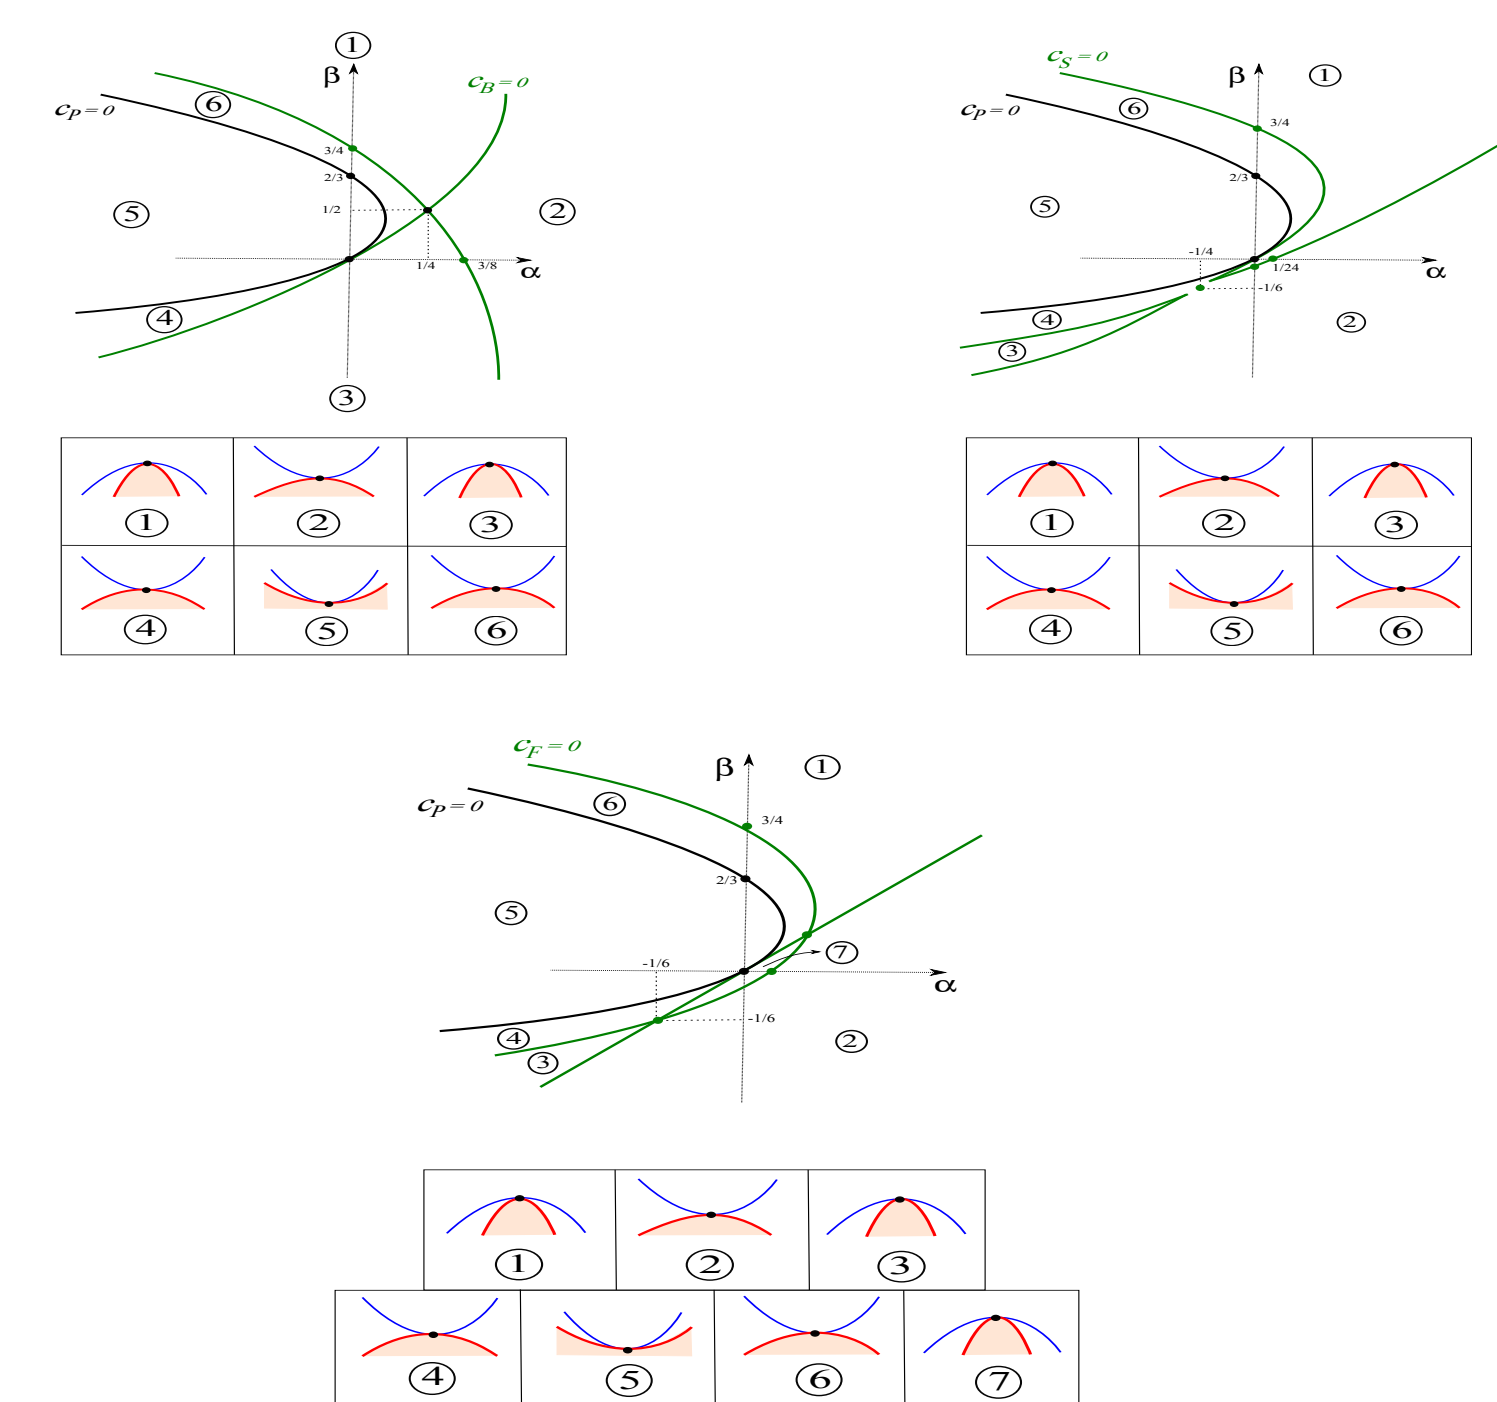 ①
β
c_B=0
⑥
c_P=0
3/4
2/3
⑤
1/2
②
1/4
3/8
α
④
③
① ② ③
④ ⑤ ⑥
c_S=0
β
①
c_P=0
⑥
3/4
2/3
⑤
-1/4
1/24
α
-1/6
④
②
③
① ② ③
④ ⑤ ⑥
c_F=0
β
①
c_P=0
⑥
3/4
2/3
⑤
⑦
-1/6
α
-1/6
④
②
③
① ② ③
④ ⑤ ⑥ ⑦